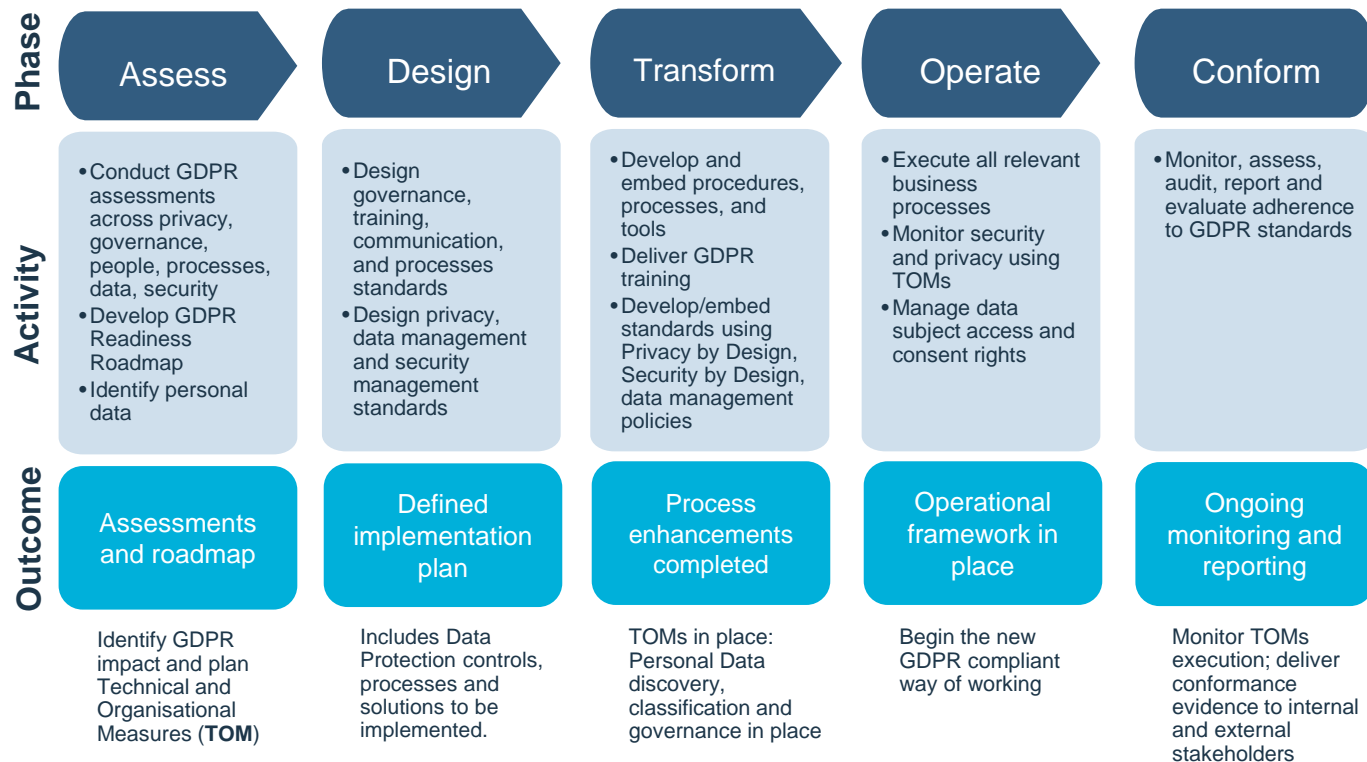 Phase
Assess
Design
Transform
Operate
Conform
Activity
•Conduct GDPR
assessments
across privacy,
governance,
people, processes,
data, security
•Develop GDPR
Readiness
Roadmap
•Identify personal
data
•Design
governance,
training,
communication,
and processes
standards
•Design privacy,
data management
and security
management
standards
•Develop and
embed procedures,
processes, and
tools
•Deliver GDPR
training
•Develop/embed
standards using
Privacy by Design,
Security by Design,
data management
policies
•Execute all relevant
business
processes
•Monitor security
and privacy using
TOMs
•Manage data
subject access and
consent rights
•Monitor, assess,
audit, report and
evaluate adherence
to GDPR standards
Outcome
Assessments
and roadmap
Defined
implementation
plan
Process
enhancements
completed
Operational
framework in
place
Ongoing
monitoring and
reporting
Identify GDPR
impact and plan
Technical and
Organisational
Measures (TOM)
Includes Data
Protection controls,
processes and
solutions to be
implemented.
TOMs in place:
Personal Data
discovery,
classification and
governance in place
Begin the new
GDPR compliant
way of working
Monitor TOMs
execution; deliver
conformance
evidence to internal
and external
stakeholders